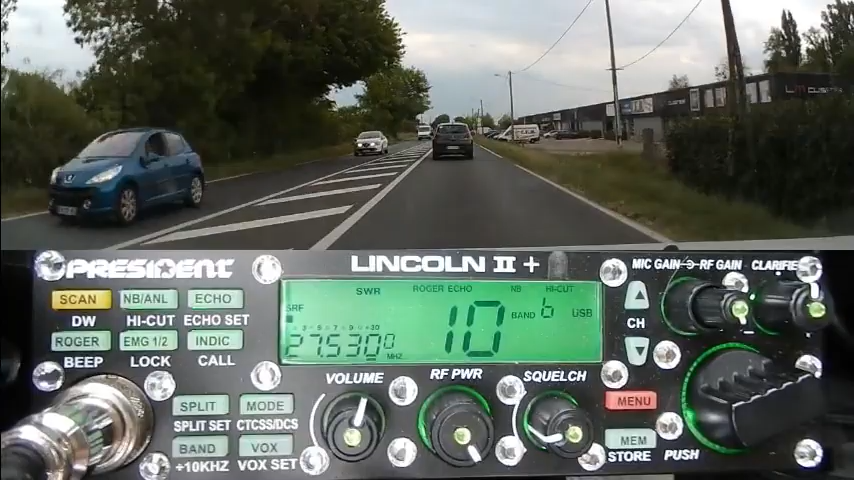 PRESIDENT
LINCOLN II +
MIC GAIN RF GAIN CLARIFIE
SCAN NB/ANL ECHO
DW HI-CUT ECHO SET
ROGER EMG 1/2 INDIC
BEEP LOCK CALL
SWR ROGER ECHO NB HI-CUT
SRF
10 BAND 6 USB
27.530.0 MHZ
CH
VOLUME RF PWR SQUELCH
MENU
SPLIT MODE
SPLIT SET CTCSS/DCS
BAND VOX
+10KHZ VOX SET
MEM
STORE PUSH